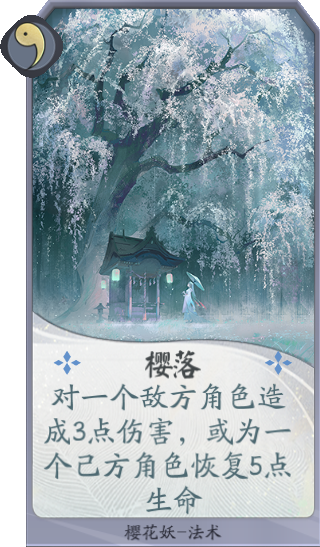 樱落
对一个敌方角色造
成3点伤害，或为一
个己方角色恢复5点
生命
樱花妖-法术